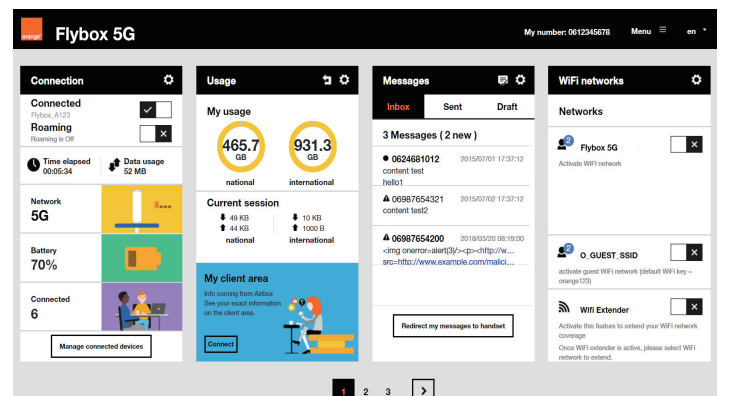 orange
Flybox 5G
My number: 0612345678
Menu
en
Connection
Connected
Flybox_A123
Roaming
Roaming is Off
Time elapsed
00:05:34
Data usage
52 MB
Network
5G
Battery
70%
Connected
6
Manage connected devices
Usage
My usage
465.7
GB
national
931.3
GB
international
Current session
49 KB
44 KB
national
10 KB
1000 B
international
My client area
Info coming from Airbox
See your exact information
on the client area.
Connect
Messages
Inbox
Sent
Draft
3 Messages ( 2 new )
0624681012 2015/07/01 17:37:12
content test
hello1
06987654321 2015/07/02 17:37:12
content test2
06987654200 2018/03/20 08:19:00
<img onerror=alert(3)/><p><http://w…
src=http://www.example.com/malici…
Redirect my messages to handset
WiFi networks
Networks
2
Flybox 5G
Activate WIFI network
2
O_GUEST_SSID
activate guest WiFi network (default WiFi key –
orange123)
Wifi Extender
Activate this feature to extend your WiFi network
coverage
Once WiFi extender is active, please select WiFi
network to extend.
1 2 3 >